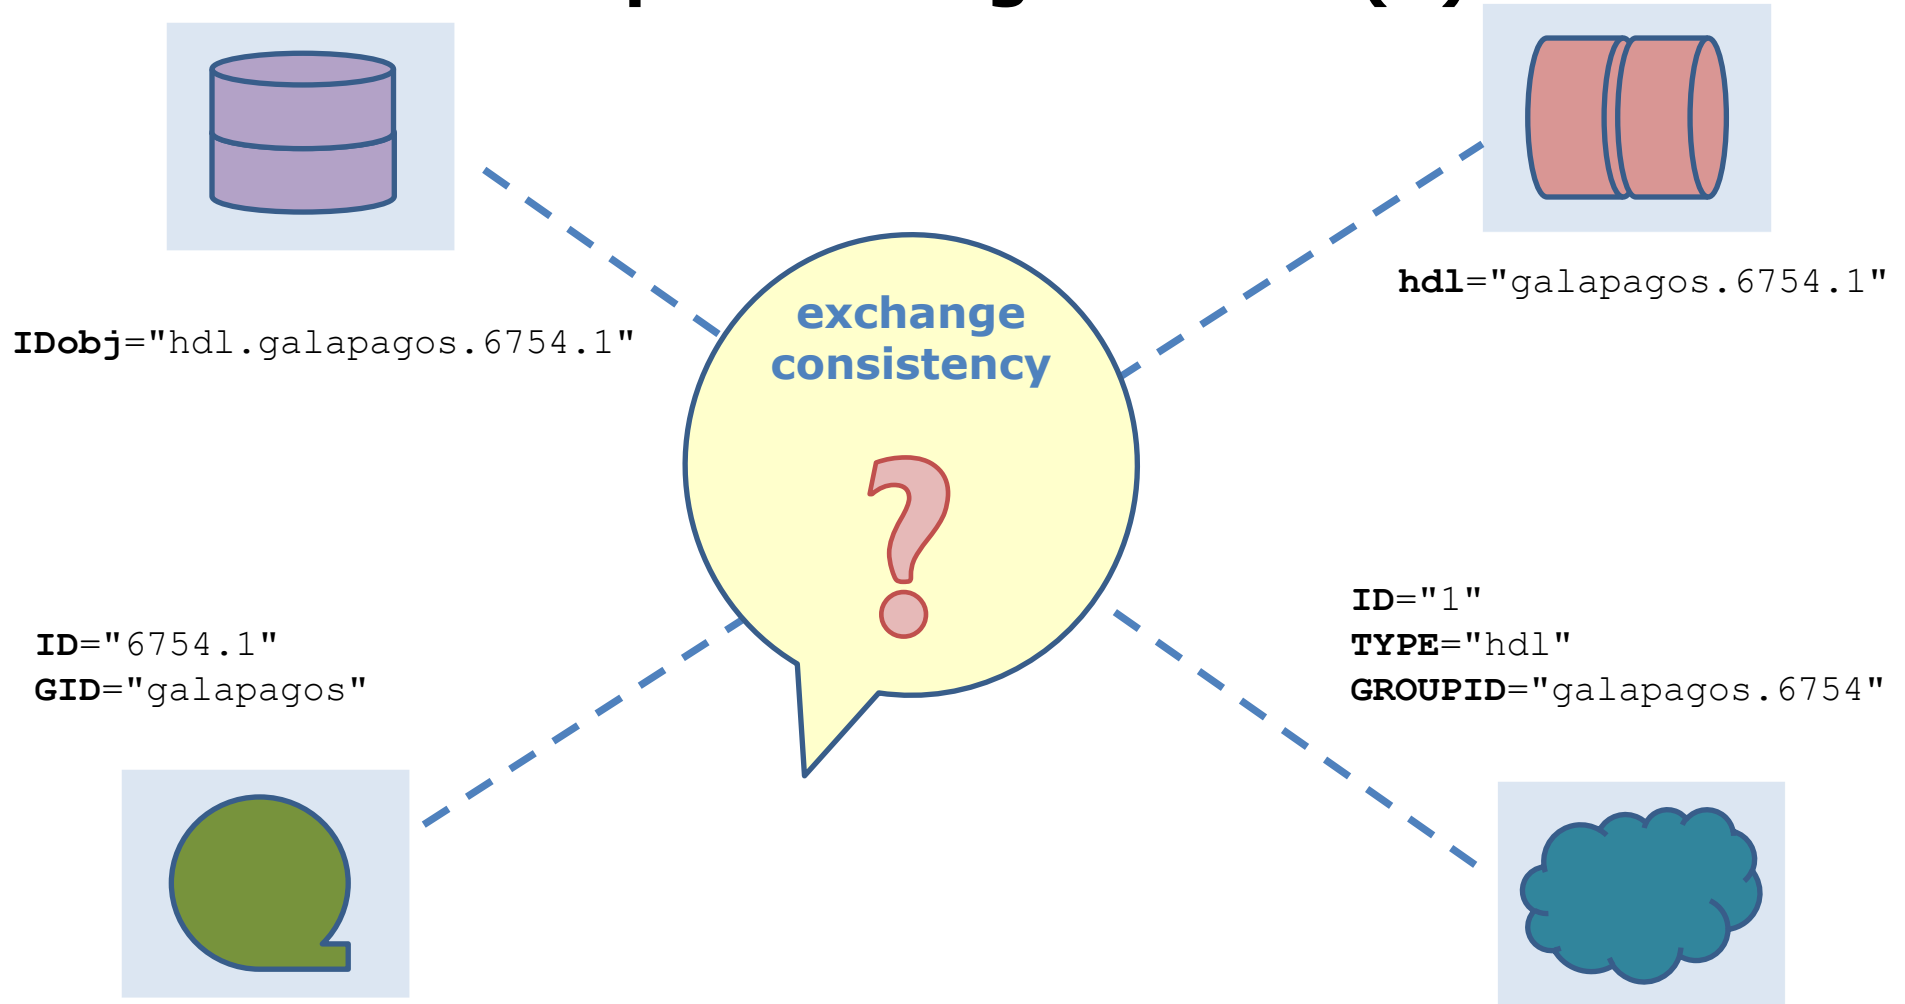 hdl="galapagos.6754.1"
exchange
consistency
IDobj="hdl.galapagos.6754.1"
ID="6754.1"
GID="galapagos"
ID="1"
TYPE="hdl"
GROUPID="galapagos.6754"